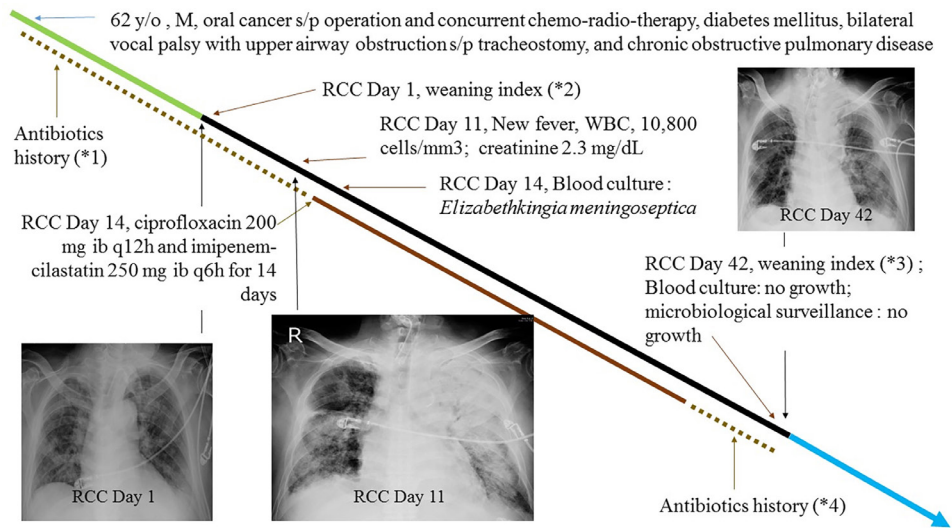 62 y/o , M, oral cancer s/p operation and concurrent chemo-radio-therapy, diabetes mellitus, bilateral
vocal palsy with upper airway obstruction s/p tracheostomy, and chronic obstructive pulmonary disease
RCC Day 1, weaning index (*2)
Antibiotics
history (*1)
RCC Day 11, New fever, WBC, 10,800
cells/mm3; creatinine 2.3 mg/dL
RCC Day 14, Blood culture :
Elizabethkingia meningoseptica
RCC Day 42
RCC Day 14, ciprofloxacin 200
mg ib q12h and imipenem-
cilastatin 250 mg ib q6h for 14
days
RCC Day 42, weaning index (*3) ;
Blood culture: no growth;
microbiological surveillance : no
growth
R
RCC Day 1
RCC Day 11
Antibiotics history (*4)